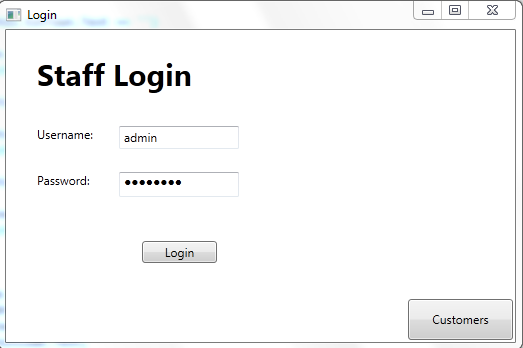 Login
Staff Login
Username:
admin
Password:
••••••••
Login
Customers